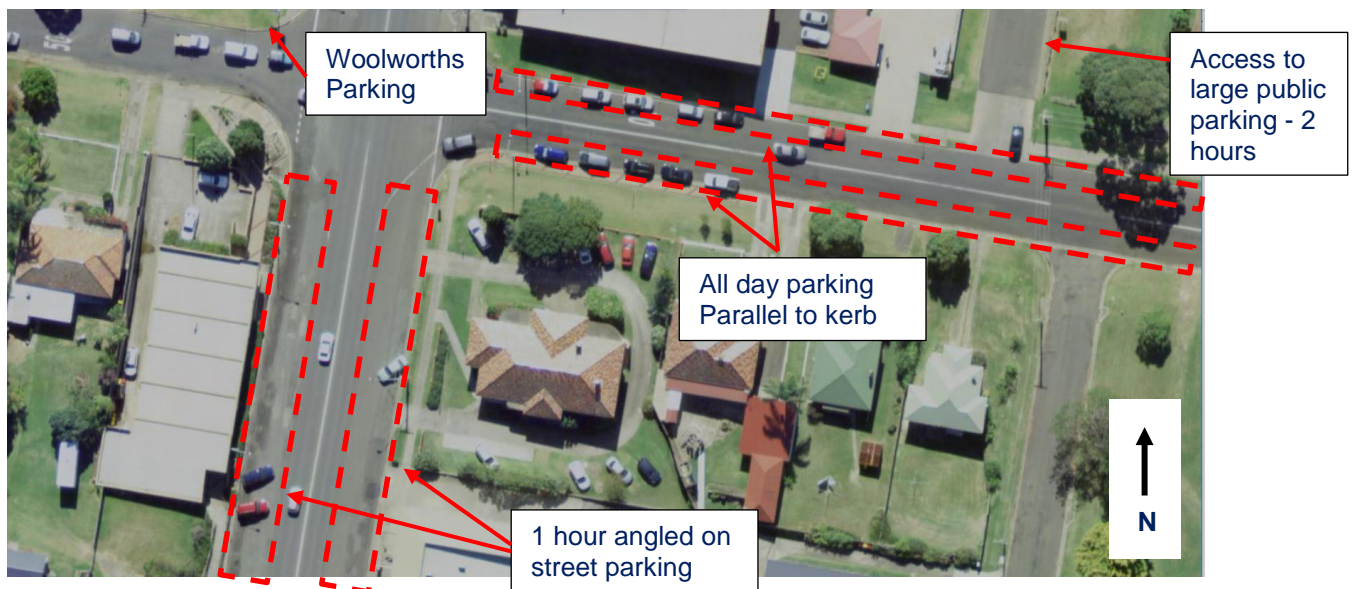 50
Woolworths
Parking
Access to
large public
parking - 2
hours
All day parking
Parallel to kerb
1 hour angled on
street parking
N